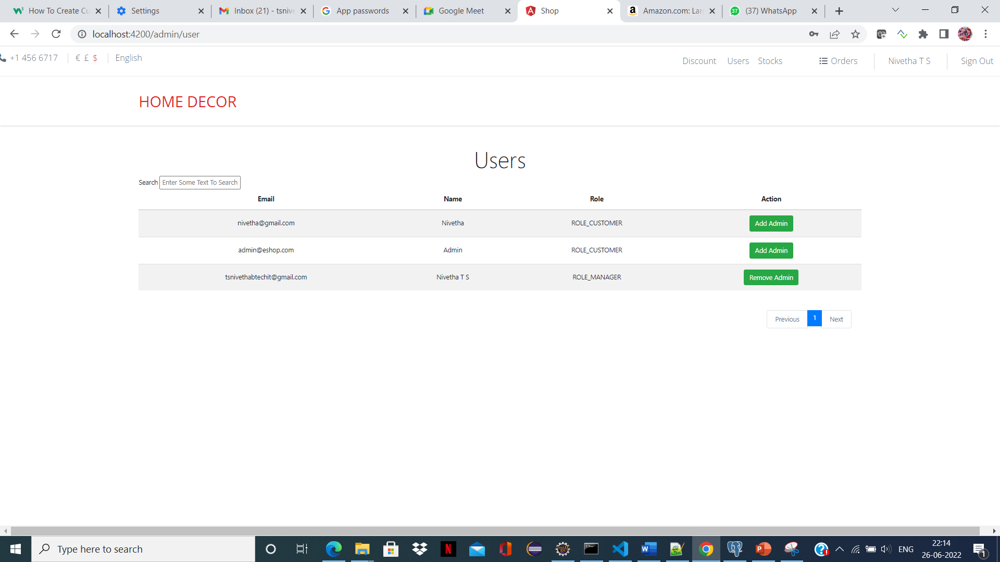 How To Create Cu
Settings
Inbox (21) - tsnive
App passwords
Google Meet
Shop
Amazon.com: Lar
(37) WhatsApp
localhost:4200/admin/user
+1 456 6717
€ £ $
English
Discount
Users
Stocks
Orders
Nivetha T S
Sign Out
HOME DECOR
Users
Search Enter Some Text To Search
Email Name Role Action
nivetha@gmail.com Nivetha ROLE_CUSTOMER Add Admin
admin@eshop.com Admin ROLE_CUSTOMER Add Admin
tsnivethabtechit@gmail.com Nivetha T S ROLE_MANAGER Remove Admin
Previous 1 Next
Type here to search
ENG
22:14
26-06-2022
1